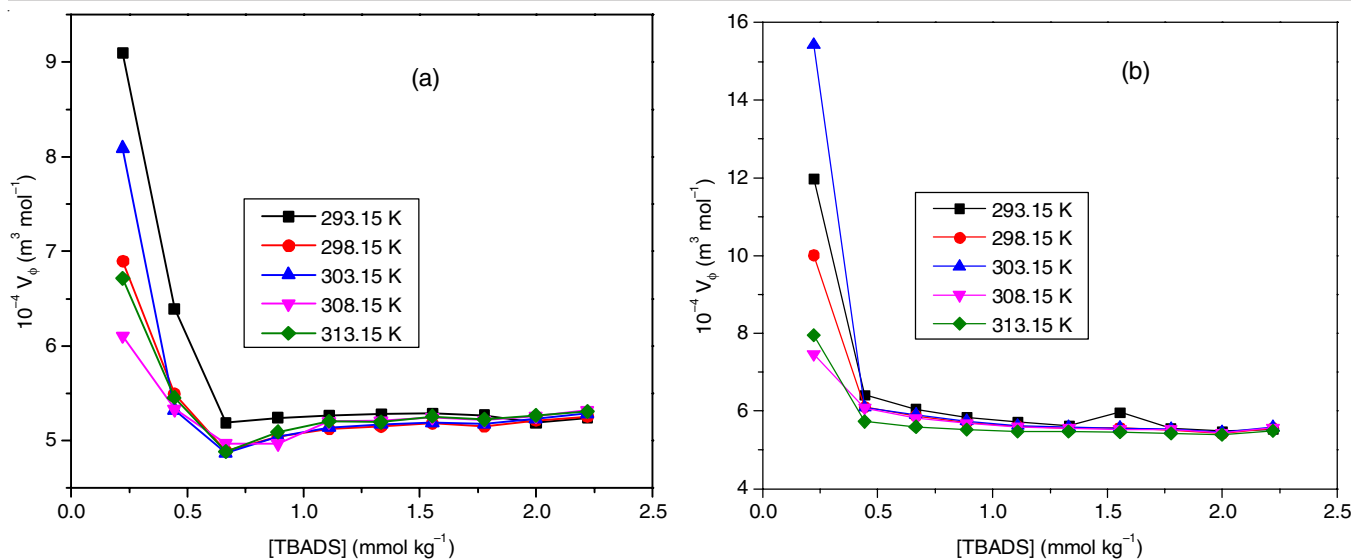 (a)
10⁻⁴ V_ϕ (m³ mol⁻¹)
9
8
7
6
5
293.15 K
298.15 K
303.15 K
308.15 K
313.15 K
0.0 0.5 1.0 1.5 2.0 2.5
[TBADS] (mmol kg⁻¹)
(b)
10⁻⁴ V_ϕ (m³ mol⁻¹)
16
14
12
10
8
6
4
293.15 K
298.15 K
303.15 K
308.15 K
313.15 K
0.0 0.5 1.0 1.5 2.0 2.5
[TBADS] (mmol kg⁻¹)